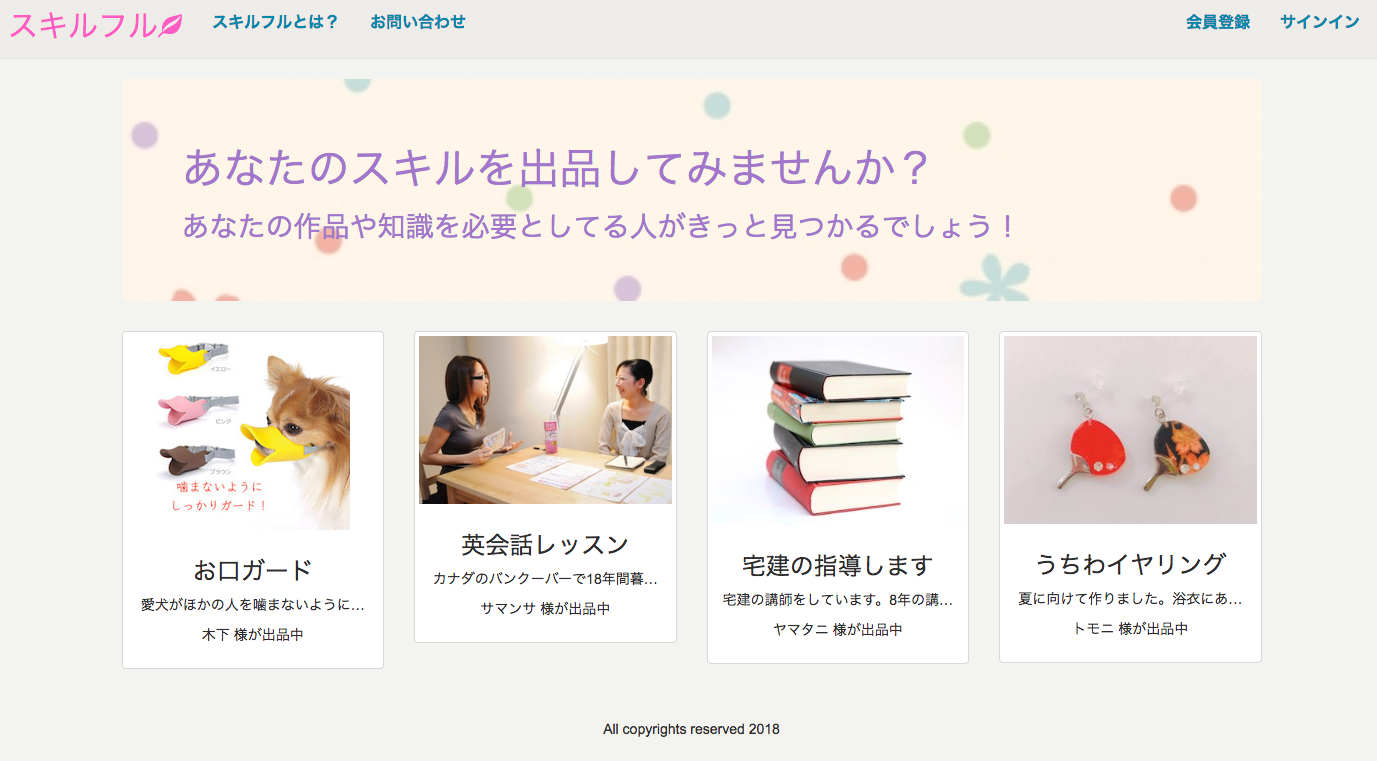 スキルフル
スキルフルとは？
お問い合わせ
会員登録
サインイン
あなたのスキルを出品してみませんか？
あなたの作品や知識を必要としてる人がきっと見つかるでしょう！
イエロー
ピンク
ブラウン
噛まないように
しっかりガード！
お口ガード
愛犬がほかの人を噛まないように…
木下 様が出品中
英会話レッスン
カナダのバンクーバーで18年間暮…
サマンサ 様が出品中
宅建の指導します
宅建の講師をしています。8年の講…
ヤマタニ 様が出品中
うちわイヤリング
夏に向けて作りました。浴衣にあ…
トモニ 様が出品中
All copyrights reserved 2018